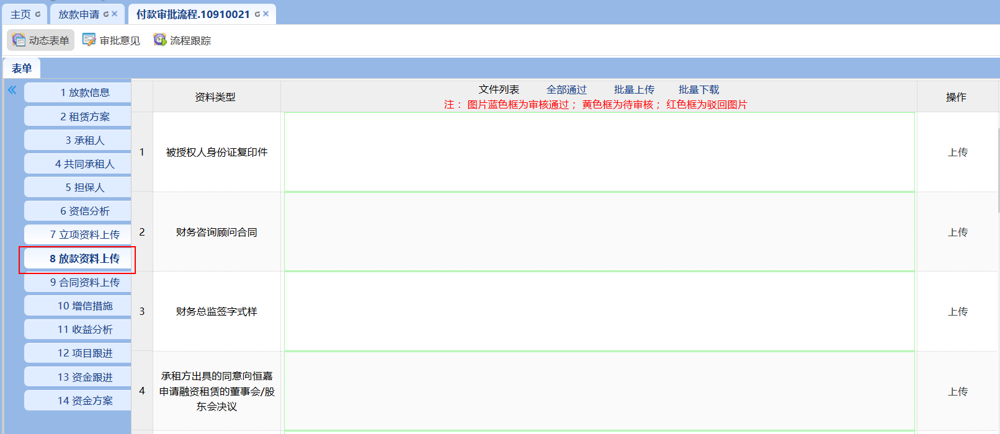 主页 放款申请 付款审批流程.10910021
动态表单 审批意见 流程跟踪
表单
1 放款信息
2 租赁方案
3 承租人
4 共同承租人
5 担保人
6 资信分析
7 立项资料上传
8 放款资料上传
9 合同资料上传
10 增信措施
11 收益分析
12 项目跟进
13 资金跟进
14 资金方案
资料类型
文件列表 全部通过 批量上传 批量下载
注： 图片蓝色框为审核通过； 黄色框为待审核； 红色框为驳回图片
操作
1 被授权人身份证复印件 上传
2 财务咨询顾问合同 上传
3 财务总监签字式样 上传
4 承租方出具的同意向恒嘉
申请融资租赁的董事会/股
东会决议
上传